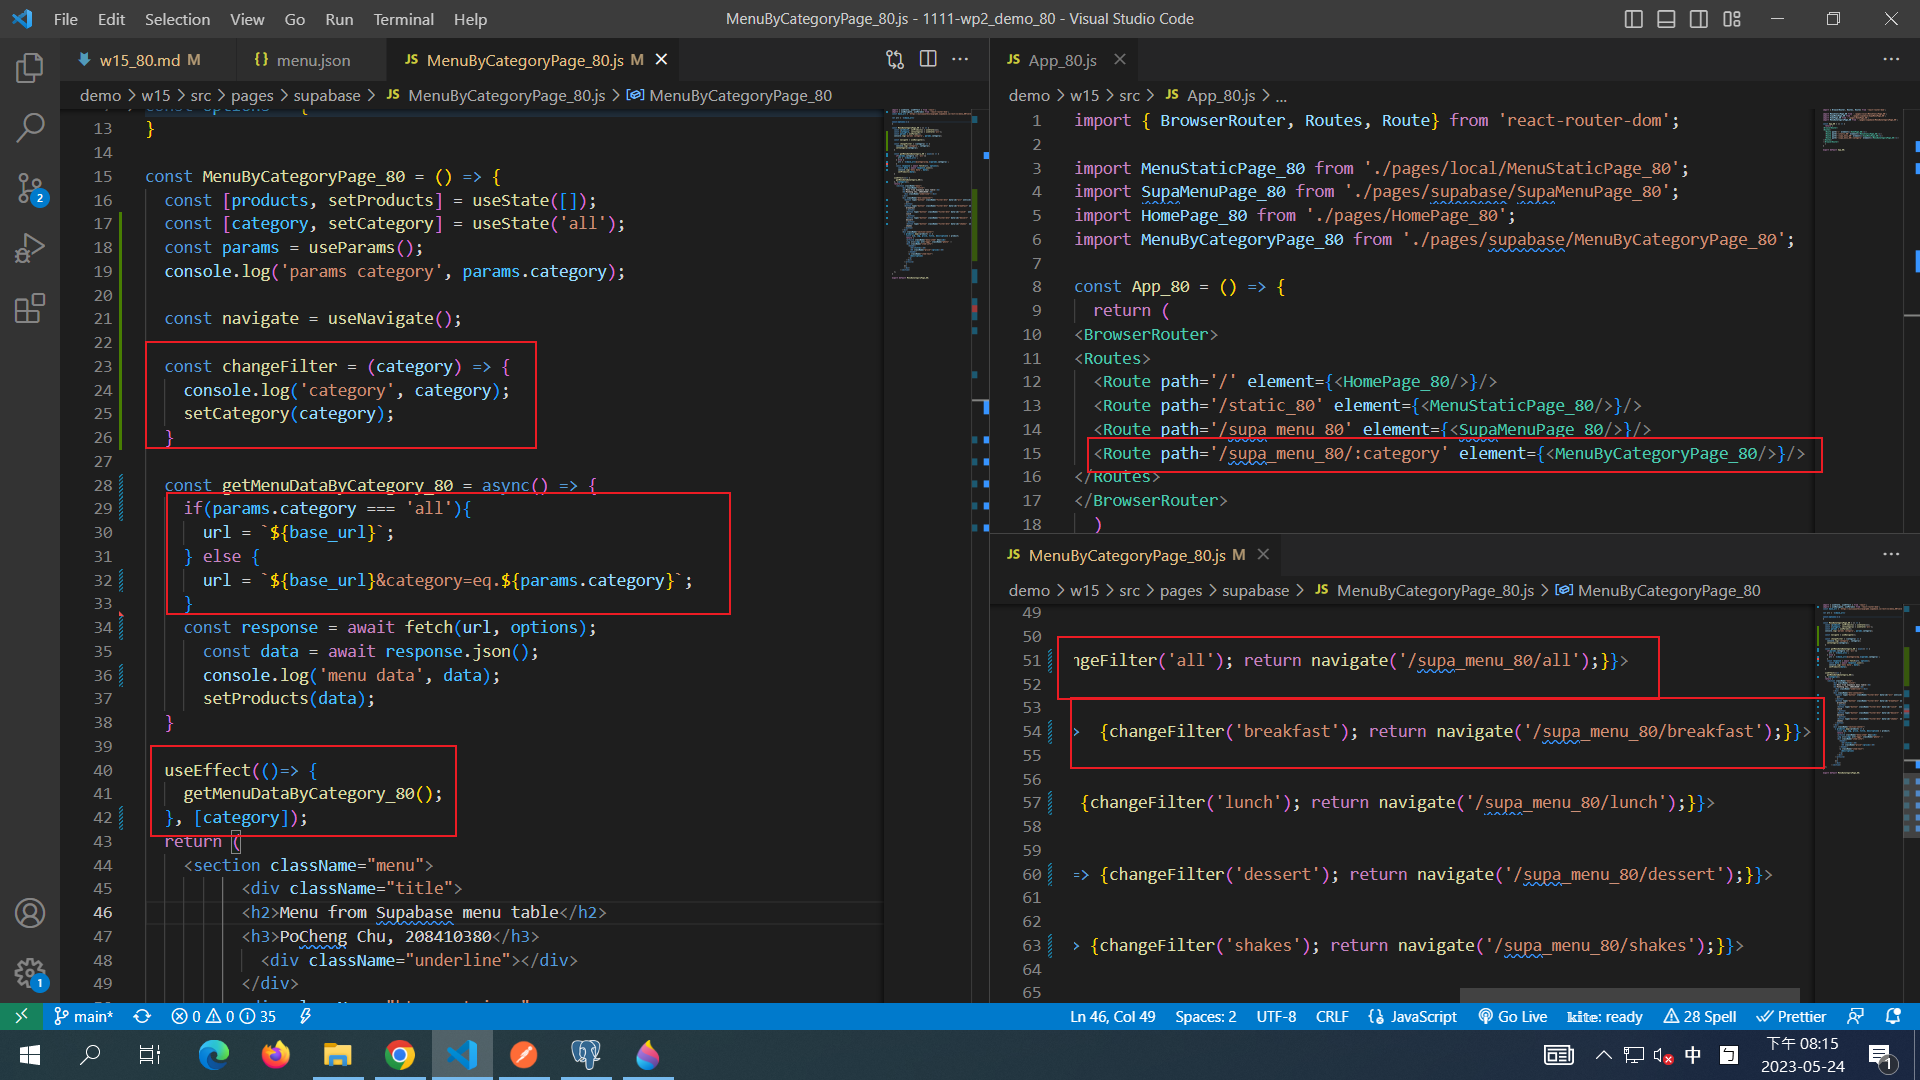 File Edit Selection View Go Run Terminal Help
MenuByCategoryPage_80.js - 1111-wp2_demo_80 - Visual Studio Code
w15_80.md M
{} menu.json
JS MenuByCategoryPage_80.js M
demo > w15 > src > pages > supabase > JS MenuByCategoryPage_80.js > MenuByCategoryPage_80
13 }
14
15 const MenuByCategoryPage_80 = () => {
16 const [products, setProducts] = useState([]);
17 const [category, setCategory] = useState('all');
18 const params = useParams();
19 console.log('params category', params.category);
20
21 const navigate = useNavigate();
22
23 const changeFilter = (category) => {
24 console.log('category', category);
25 setCategory(category);
26 }
27
28 const getMenuDataByCategory_80 = async() => {
29 if(params.category === 'all'){
30 url = `${base_url}`;
31 } else {
32 url = `${base_url}&category=eq.${params.category}`;
33 }
34 const response = await fetch(url, options);
35 const data = await response.json();
36 console.log('menu data', data);
37 setProducts(data);
38 }
39
40 useEffect(()=> {
41 getMenuDataByCategory_80();
42 }, [category]);
43 return (
44 <section className="menu">
45 <div className="title">
46 <h2>Menu from Supabase menu table</h2>
47 <h3>PoCheng Chu, 208410380</h3>
48 <div className="underline"></div>
49 </div>
JS App_80.js
demo > w15 > src > JS App_80.js > ...
1 import { BrowserRouter, Routes, Route} from 'react-router-dom';
2
3 import MenuStaticPage_80 from './pages/local/MenuStaticPage_80';
4 import SupaMenuPage_80 from './pages/supabase/SupaMenuPage_80';
5 import HomePage_80 from './pages/HomePage_80';
6 import MenuByCategoryPage_80 from './pages/supabase/MenuByCategoryPage_80';
7
8 const App_80 = () => {
9 return (
10 <BrowserRouter>
11 <Routes>
12 <Route path='/' element={<HomePage_80/>}/>
13 <Route path='/static_80' element={<MenuStaticPage_80/>}/>
14 <Route path='/supa_menu_80' element={<SupaMenuPage_80/>}/>
15 <Route path='/supa_menu_80/:category' element={<MenuByCategoryPage_80/>}/>
16 </Routes>
17 </BrowserRouter>
18 )
JS MenuByCategoryPage_80.js M
demo > w15 > src > pages > supabase > JS MenuByCategoryPage_80.js > MenuByCategoryPage_80
49
50
51 ngeFilter('all'); return navigate('/supa_menu_80/all');}}>
52
53
54 > {changeFilter('breakfast'); return navigate('/supa_menu_80/breakfast');}}>
55
56
57 {changeFilter('lunch'); return navigate('/supa_menu_80/lunch');}}>
58
59
60 => {changeFilter('dessert'); return navigate('/supa_menu_80/dessert');}}>
61
62
63 > {changeFilter('shakes'); return navigate('/supa_menu_80/shakes');}}>
64
65
2
1
main* 0 0 35 Ln 46, Col 49 Spaces: 2 UTF-8 CRLF {} JavaScript Go Live kite: ready 28 Spell Prettier
中 下午 08:15
2023-05-24
1